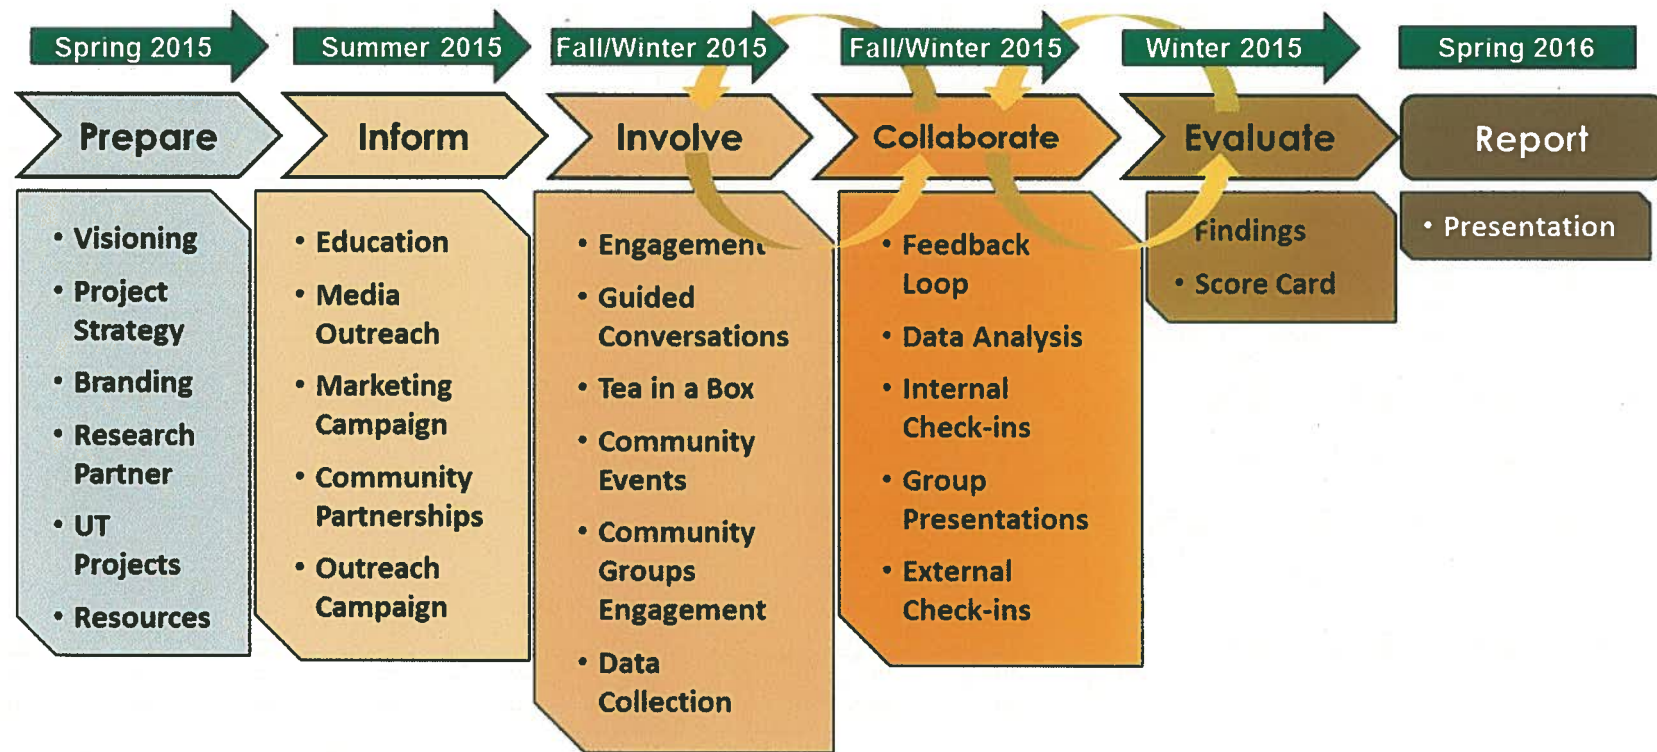 Spring 2015
Summer 2015
Fall/Winter 2015
Fall/Winter 2015
Winter 2015
Spring 2016
Prepare
Inform
Involve
Collaborate
Evaluate
Report
• Visioning
• Project
Strategy
• Branding
• Research
Partner
• UT
Projects
• Resources
• Education
• Media
Outreach
• Marketing
Campaign
• Community
Partnerships
• Outreach
Campaign
• Engagement
• Guided
Conversations
• Tea in a Box
• Community
Events
• Community
Groups
Engagement
• Data
Collection
• Feedback
Loop
• Data Analysis
• Internal
Check-ins
• Group
Presentations
• External
Check-ins
Findings
• Score Card
• Presentation